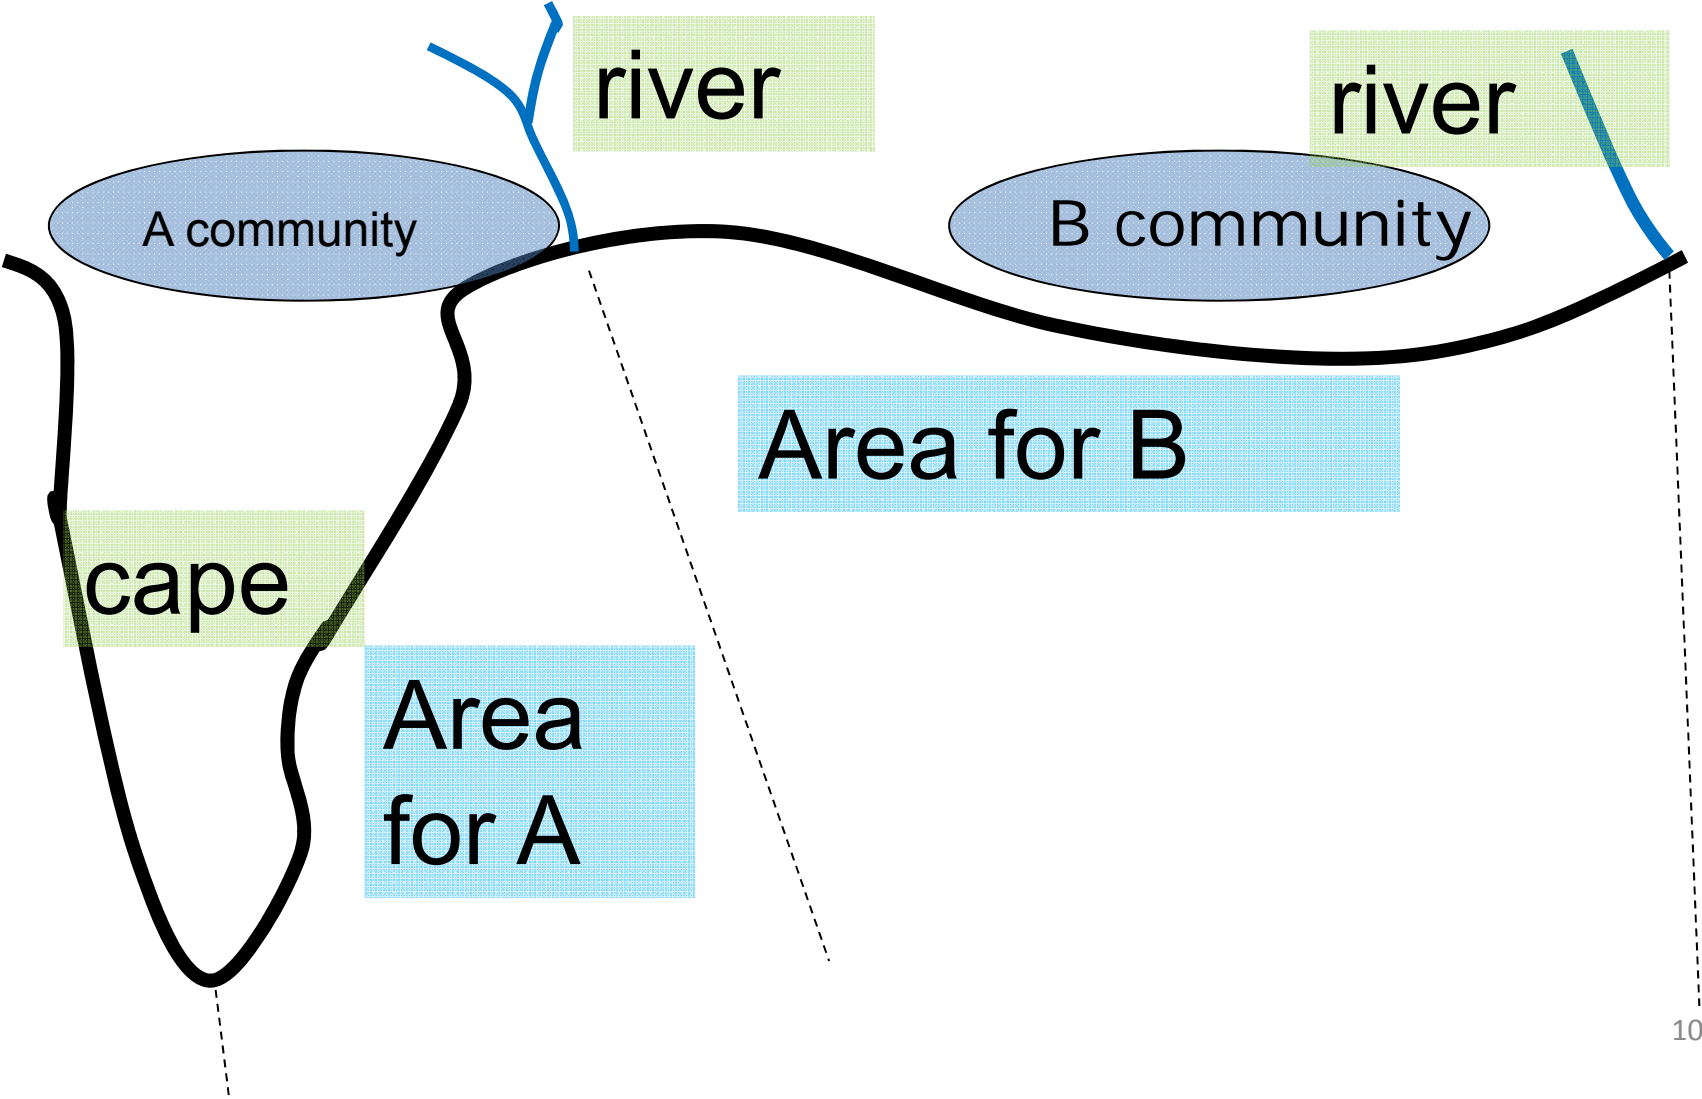 river
river
A community
B community
Area for B
cape
Area
for A
10